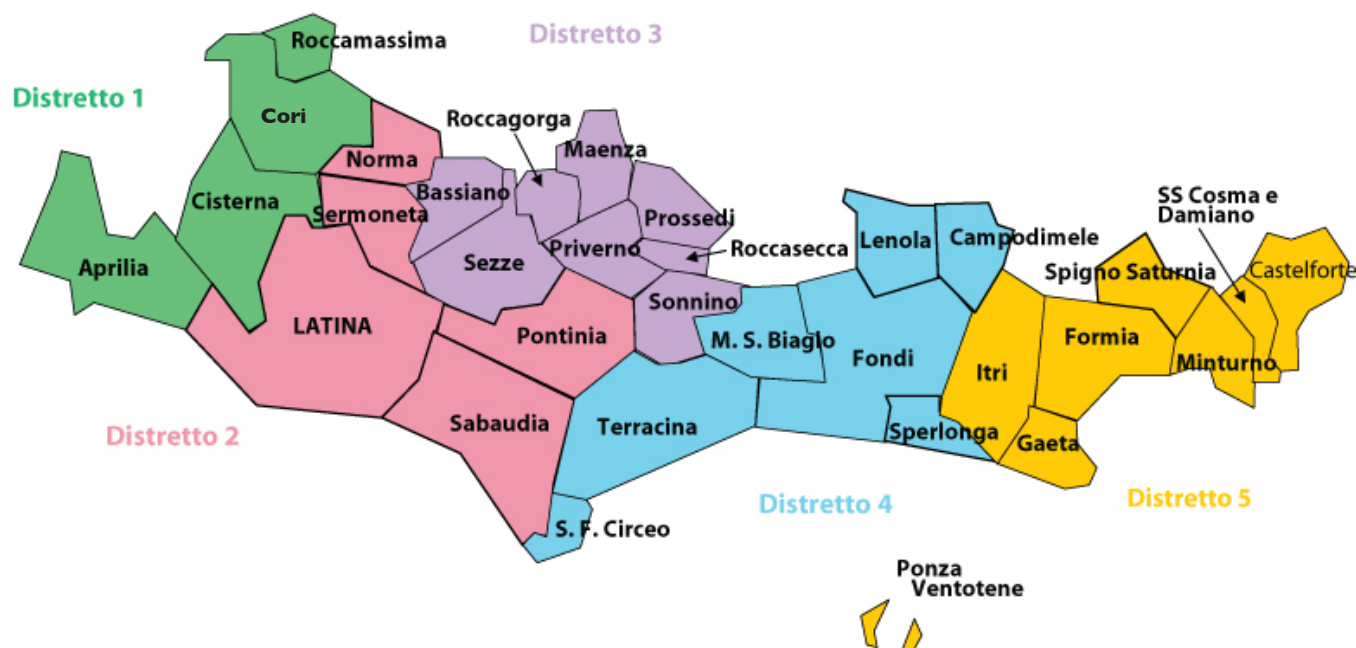 Distretto 3
Roccamassima
Distretto 1
Cori
Roccagorga
Norma
Maenza
Bassiano
Cisterna
Sermoneta
Prossedi
SS Cosma e
Damiano
Lenola
Campodimele
Priverno
Roccasecca
Aprilia
Sezze
Spigno Saturnia
Castelforte
Sonnino
LATINA
Pontinia
M. S. Biagio
Fondi
Formia
Itri
Minturno
Distretto 2
Sabaudia
Terracina
Sperlonga
Gaeta
Distretto 4
Distretto 5
S. F. Circeo
Ponza
Ventotene